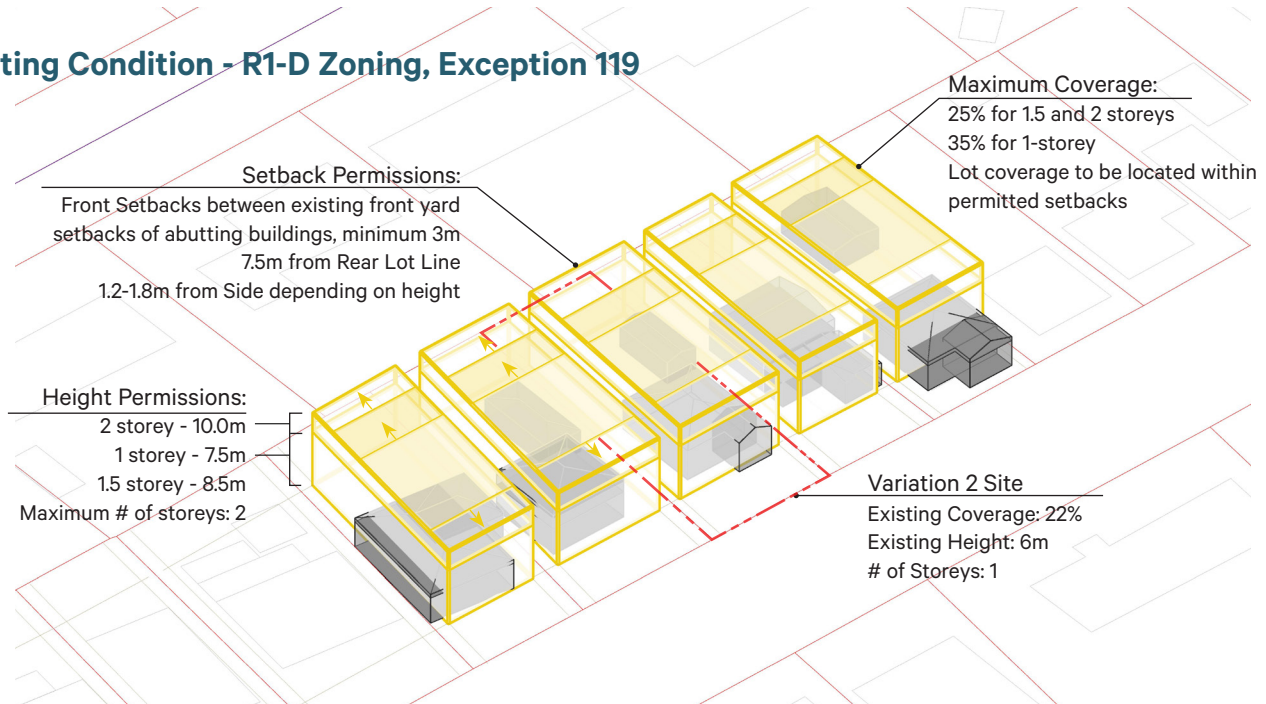 ting Condition - R1-D Zoning, Exception 119
Maximum Coverage:
25% for 1.5 and 2 storeys
35% for 1-storey
Lot coverage to be located within
permitted setbacks
Setback Permissions:
Front Setbacks between existing front yard
setbacks of abutting buildings, minimum 3m
7.5m from Rear Lot Line
1.2-1.8m from Side depending on height
Height Permissions:
2 storey - 10.0m
1 storey - 7.5m
1.5 storey - 8.5m
Maximum # of storeys: 2
Variation 2 Site
Existing Coverage: 22%
Existing Height: 6m
# of Storeys: 1